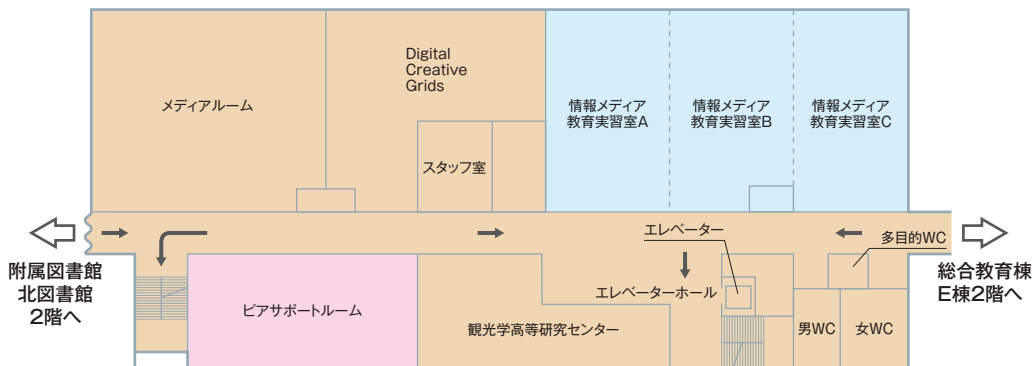 メディアルーム
Digital
Creative
Grids
スタッフ室
情報メディア
教育実習室A
情報メディア
教育実習室B
情報メディア
教育実習室C
附属図書館
北図書館
2階へ
エレベーター
多目的WC
総合教育棟
E棟2階へ
ピアサポートルーム
観光学高等研究センター
エレベーターホール
男WC
女WC